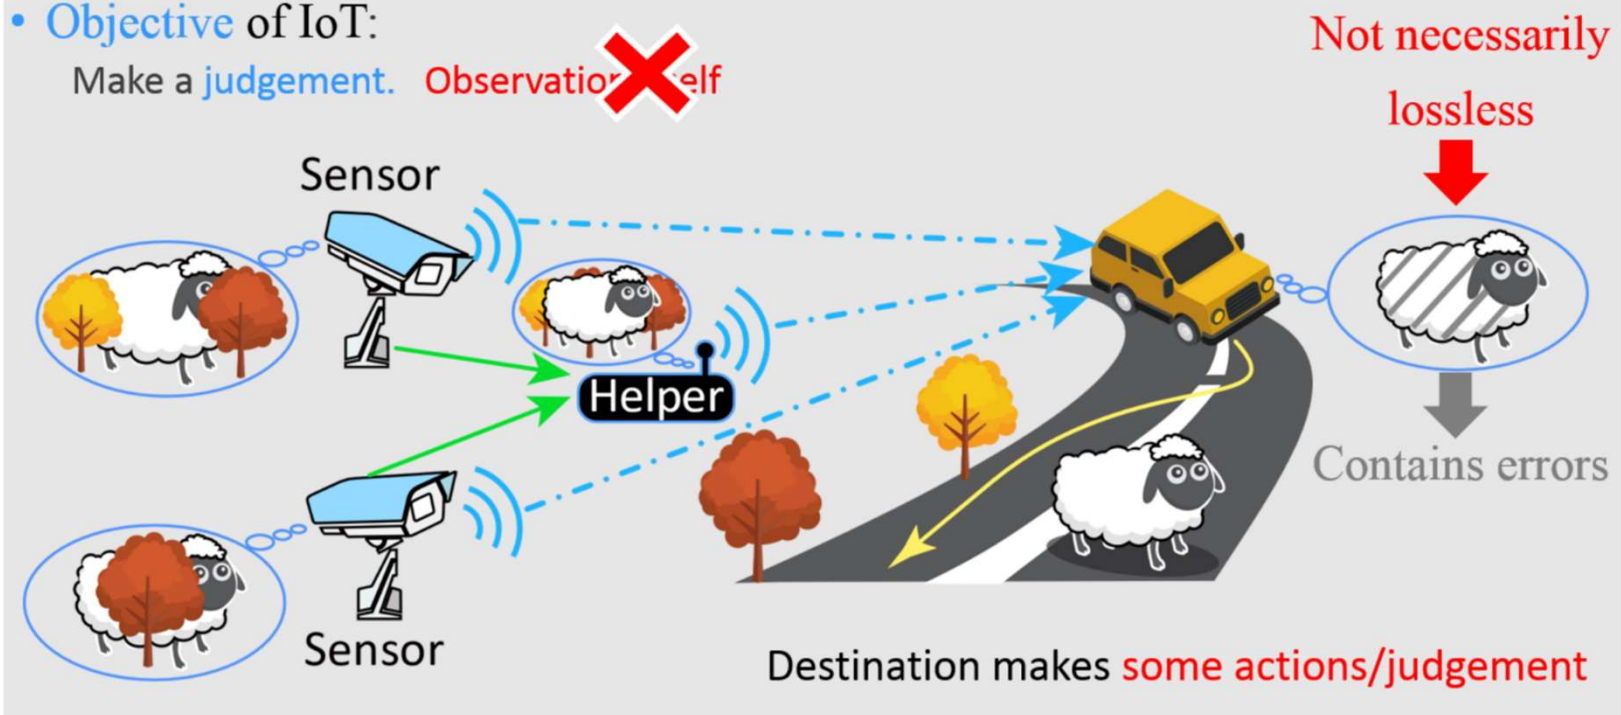 • Objective of IoT:
Make a judgement. Observation elf
Not necessarily
lossless
Sensor
Helper
Contains errors
Sensor
Destination makes some actions/judgement